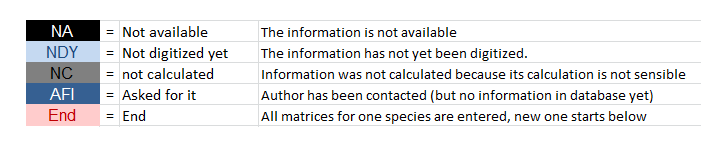 NA = Not available The information is not available
NDY = Not digitized yet The information has not yet been digitized.
NC = not calculated Information was not calculated because its calculation is not sensible
AFI = Asked for it Author has been contacted (but no information in database yet)
End = End All matrices for one species are entered, new one starts below